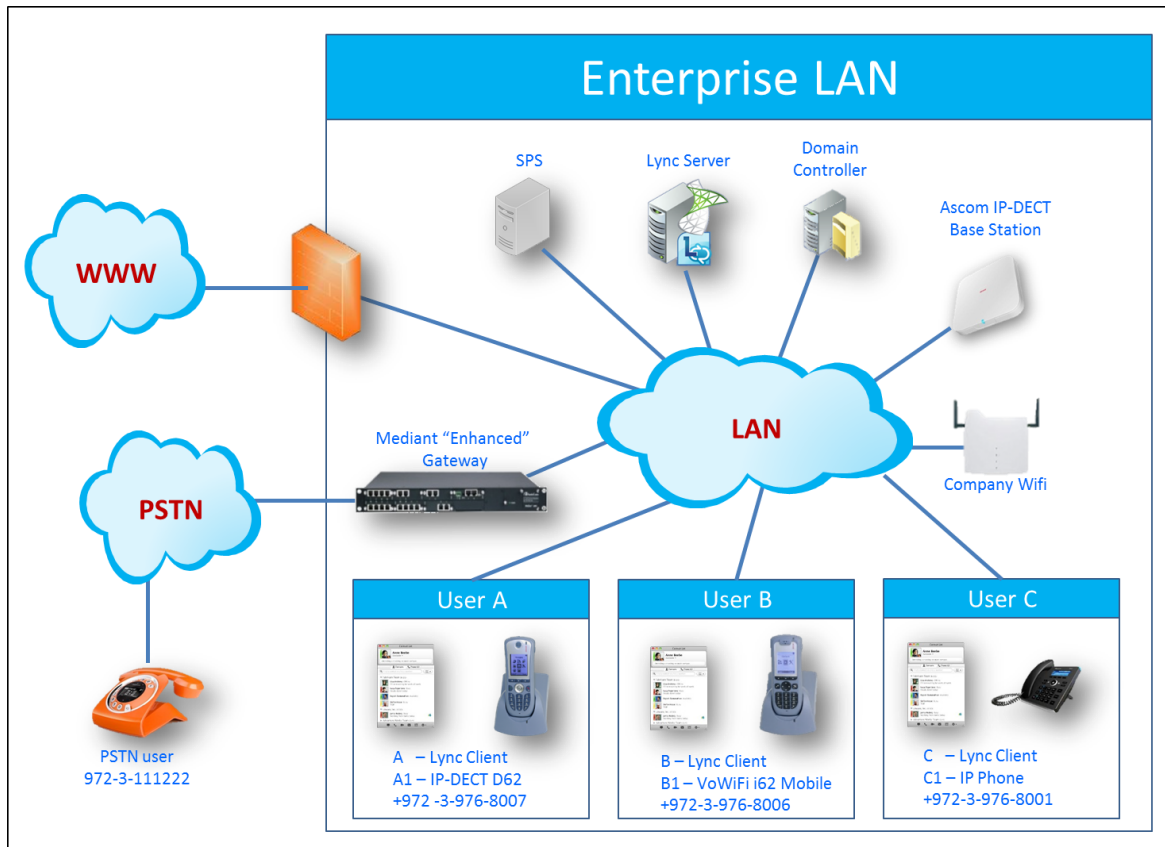 Enterprise LAN
SPS
Lync Server
Domain
Controller
Ascom IP-DECT
Base Station
WWW
LAN
Mediant “Enhanced”
Gateway
Company Wifi
PSTN
PSTN user
972-3-111222
User A
A – Lync Client
A1 – IP-DECT D62
+972 -3-976-8007
User B
B – Lync Client
B1 – VoWiFi i62 Mobile
+972-3-976-8006
User C
C – Lync Client
C1 – IP Phone
+972-3-976-8001